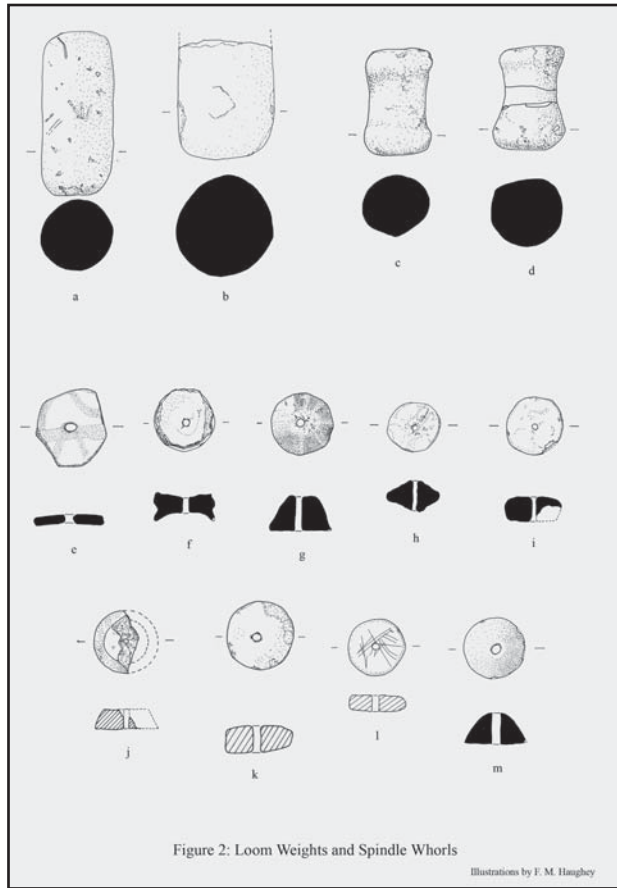 a b c d
e f g h i
j k l m
Figure 2: Loom Weights and Spindle Whorls
Illustrations by F. M. Haughey